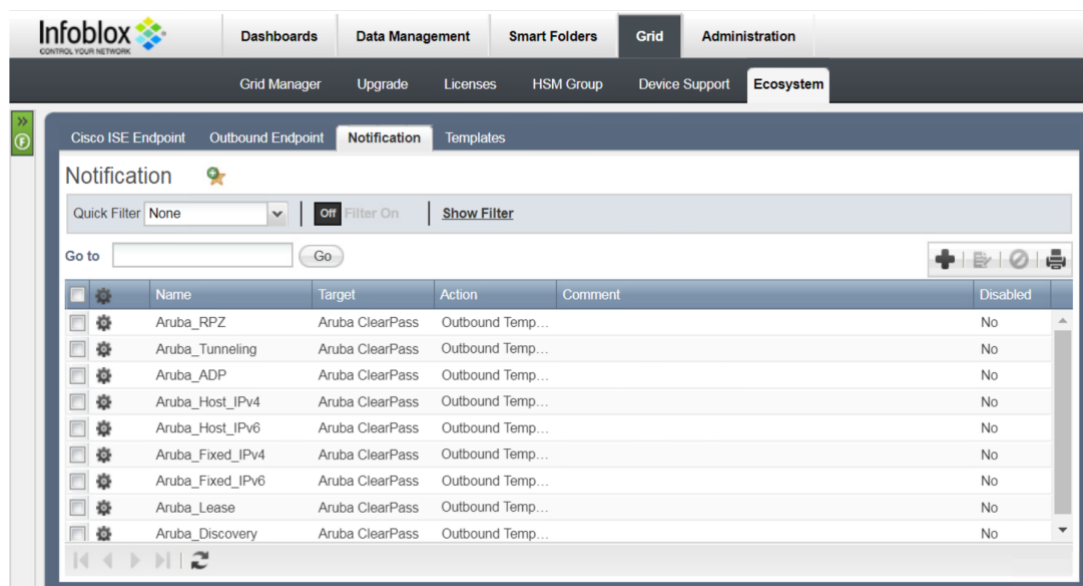 Infoblox
CONTROL YOUR NETWORK
Dashboards Data Management Smart Folders Grid Administration
Grid Manager Upgrade Licenses HSM Group Device Support Ecosystem
Cisco ISE Endpoint Outbound Endpoint Notification Templates
Notification
Quick Filter None Off Filter On Show Filter
Go to Go
Name Target Action Comment Disabled
Aruba_RPZ Aruba ClearPass Outbound Temp... No
Aruba_Tunneling Aruba ClearPass Outbound Temp... No
Aruba_ADP Aruba ClearPass Outbound Temp... No
Aruba_Host_IPv4 Aruba ClearPass Outbound Temp... No
Aruba_Host_IPv6 Aruba ClearPass Outbound Temp... No
Aruba_Fixed_IPv4 Aruba ClearPass Outbound Temp... No
Aruba_Fixed_IPv6 Aruba ClearPass Outbound Temp... No
Aruba_Lease Aruba ClearPass Outbound Temp... No
Aruba_Discovery Aruba ClearPass Outbound Temp... No